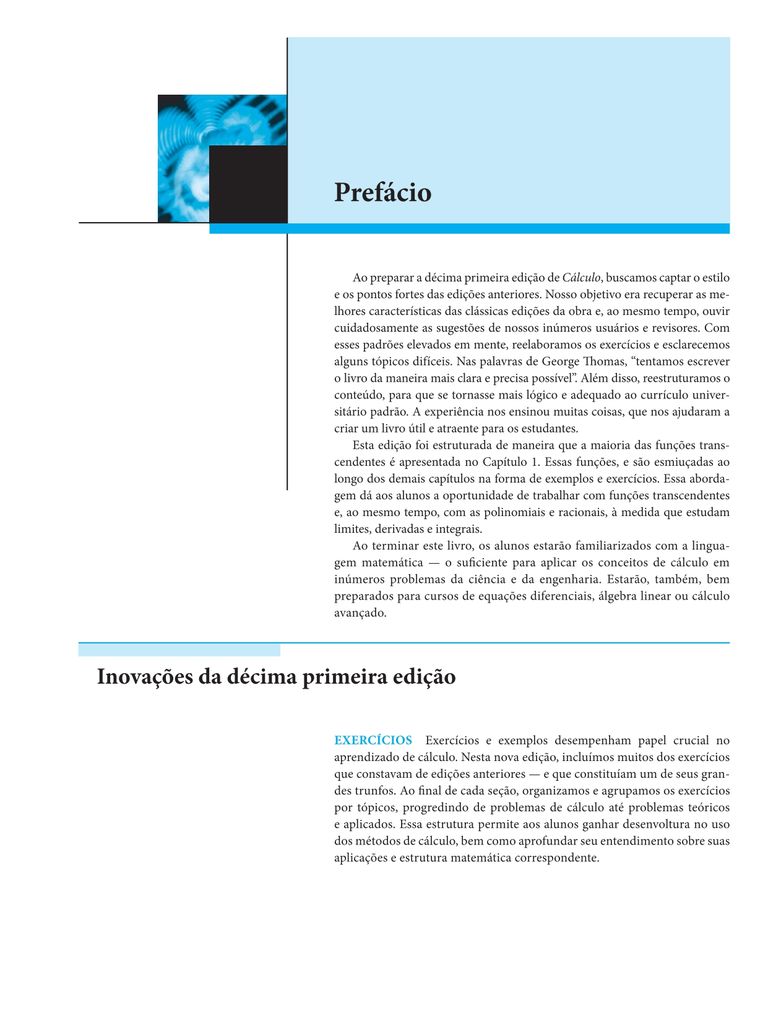 Prefácio
Ao preparar a décima primeira edição de Cálculo, buscamos captar o estilo
e os pontos fortes das edições anteriores. Nosso objetivo era recuperar as me-
lhores características das clássicas edições da obra e, ao mesmo tempo, ouvir
cuidadosamente as sugestões de nossos inúmeros usuários e revisores. Com
esses padrões elevados em mente, reelaboramos os exercícios e esclarecemos
alguns tópicos difíceis. Nas palavras de George Thomas, “tentamos escrever
o livro da maneira mais clara e precisa possível”. Além disso, reestruturamos o
conteúdo, para que se tornasse mais lógico e adequado ao currículo univer-
sitário padrão. A experiência nos ensinou muitas coisas, que nos ajudaram a
criar um livro útil e atraente para os estudantes.
Esta edição foi estruturada de maneira que a maioria das funções trans-
cendentes é apresentada no Capítulo 1. Essas funções, e são esmiuçadas ao
longo dos demais capítulos na forma de exemplos e exercícios. Essa aborda-
gem dá aos alunos a oportunidade de trabalhar com funções transcendentes
e, ao mesmo tempo, com as polinomiais e racionais, à medida que estudam
limites, derivadas e integrais.
Ao terminar este livro, os alunos estarão familiarizados com a lingua-
gem matemática — o suficiente para aplicar os conceitos de cálculo em
inúmeros problemas da ciência e da engenharia. Estarão, também, bem
preparados para cursos de equações diferenciais, álgebra linear ou cálculo
avançado.
Inovações da décima primeira edição
EXERCÍCIOS Exercícios e exemplos desempenham papel crucial no
aprendizado de cálculo. Nesta nova edição, incluímos muitos dos exercícios
que constavam de edições anteriores — e que constituíam um de seus gran-
des trunfos. Ao final de cada seção, organizamos e agrupamos os exercícios
por tópicos, progredindo de problemas de cálculo até problemas teóricos
e aplicados. Essa estrutura permite aos alunos ganhar desenvoltura no uso
dos métodos de cálculo, bem como aprofundar seu entendimento sobre suas
aplicações e estrutura matemática correspondente.